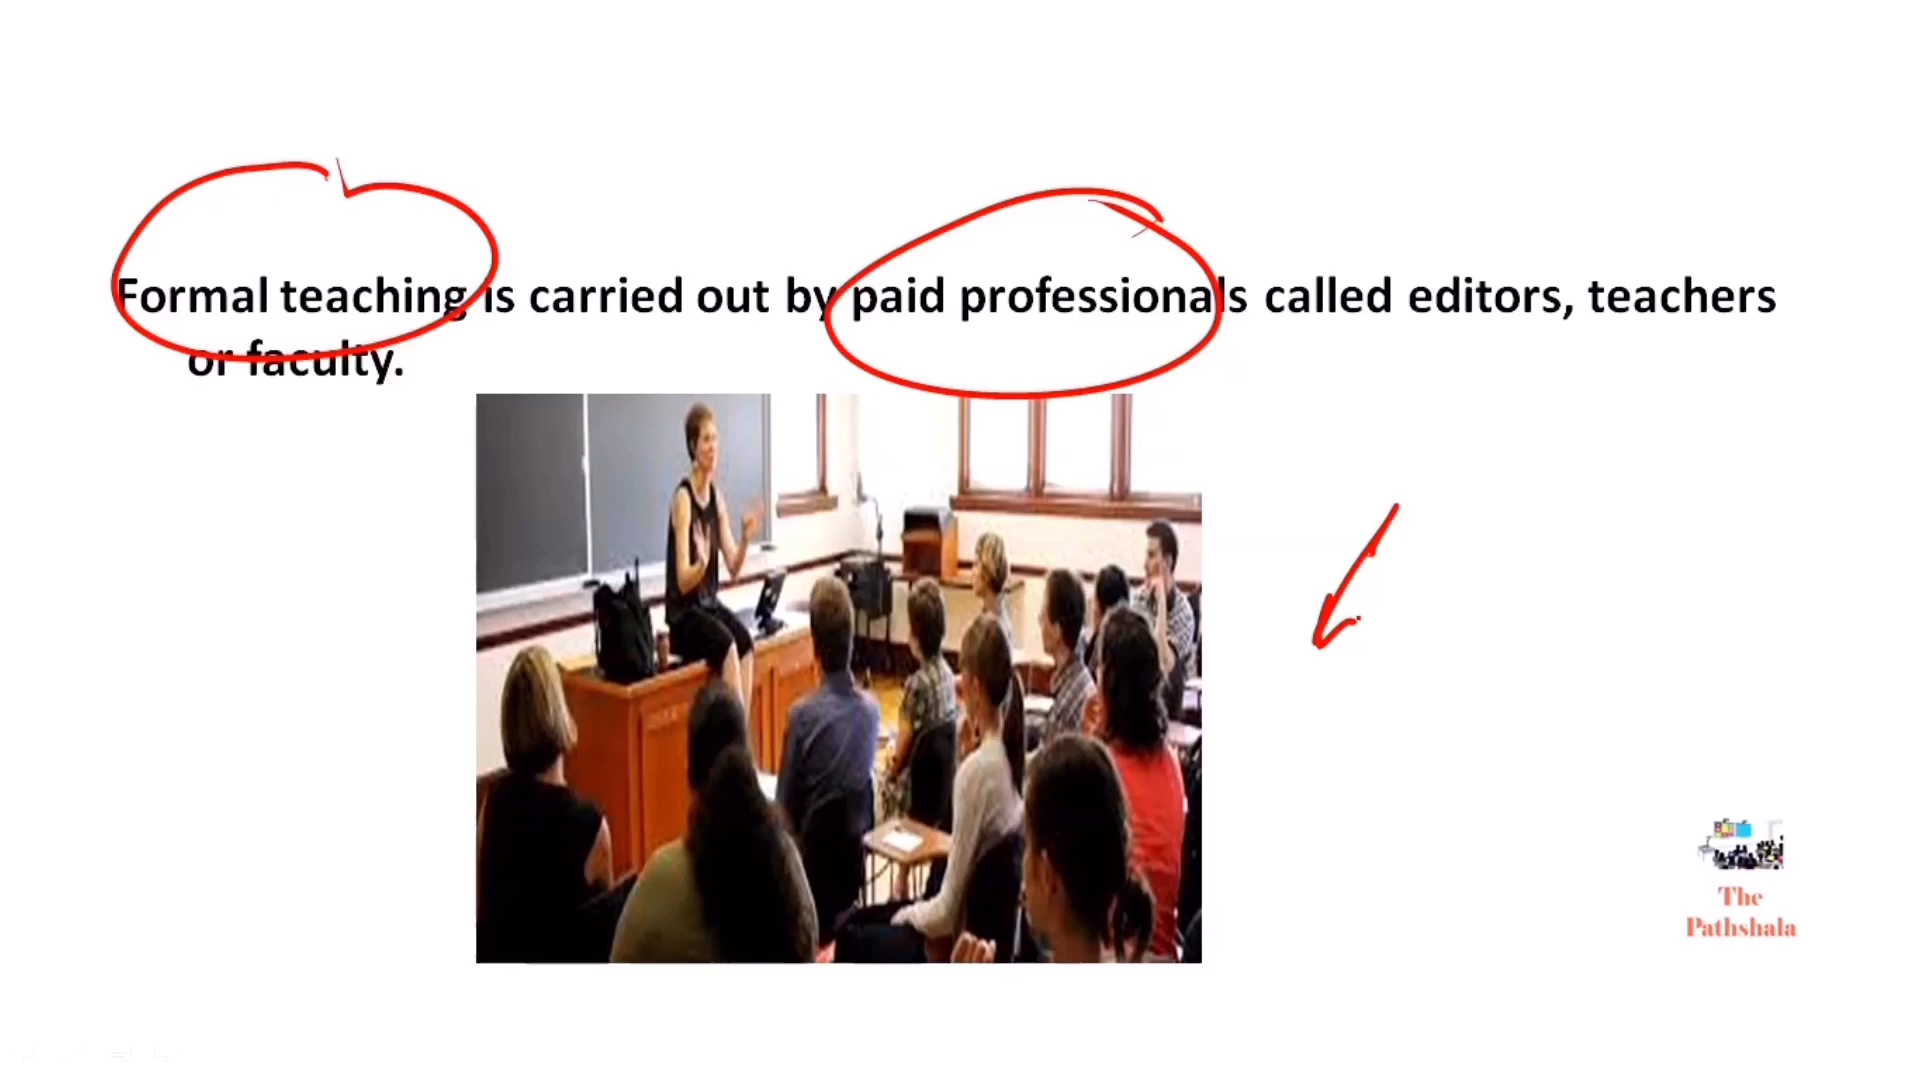 Formal teaching is carried out by paid professionals called editors, teachers
or faculty.
The
Pathshala